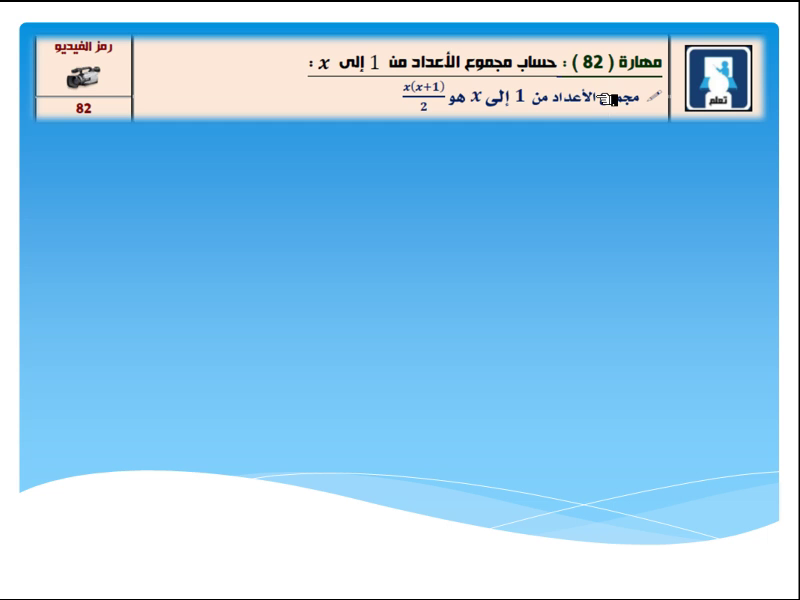 مهارة ( 82 ) : حساب مجموع الأعداد من 1 إلى x :
مجموع الأعداد من 1 إلى x هو x(x+1)/2
تعلم
رمز الفيديو
82